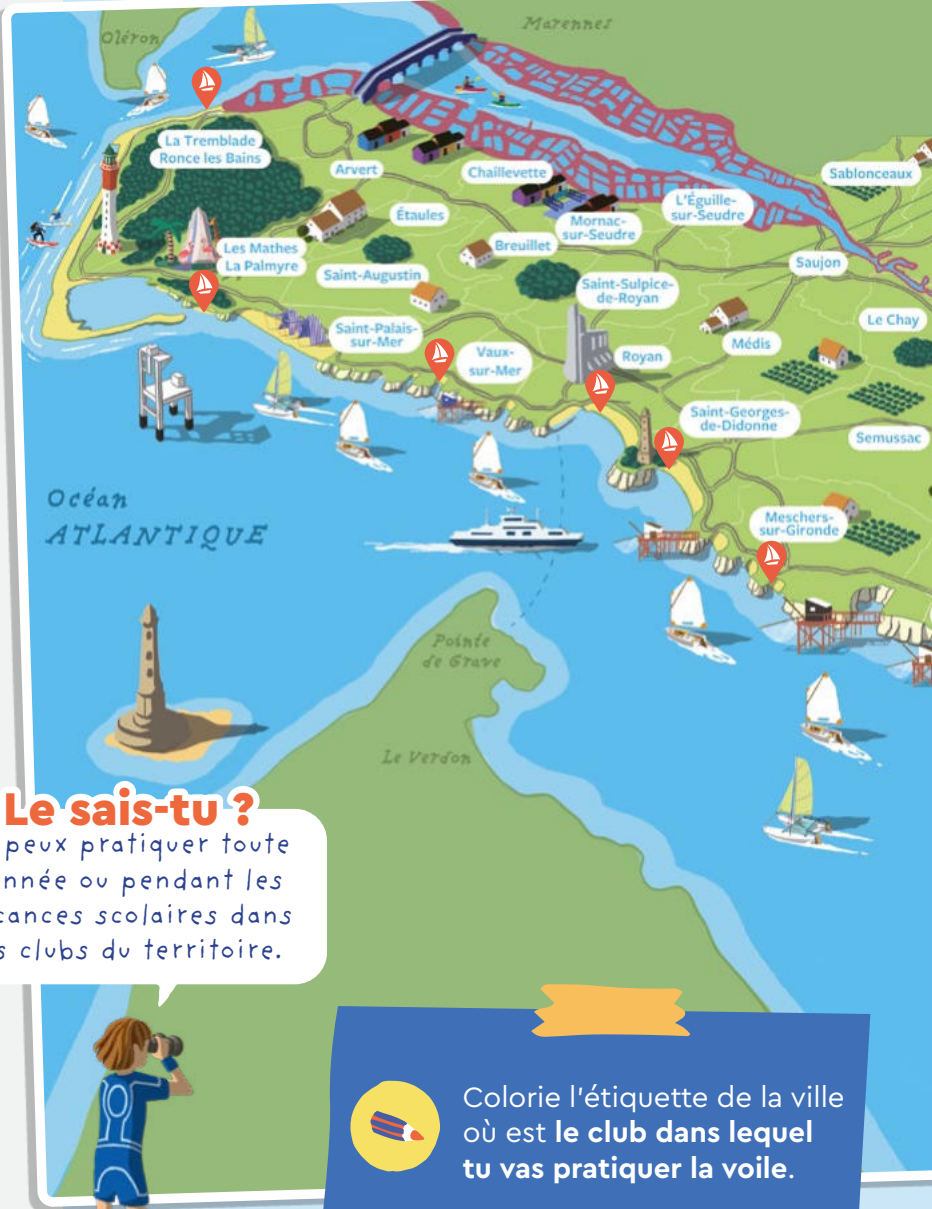 Oléron
Marennes
La Tremblade
Ronce les Bains
Arvert
Chaillevette
Sablonceaux
Étaules
L'Éguille-
sur-Seudre
Mornac-
sur-Seudre
Breuillet
Les Mathes
La Palmyre
Saint-Augustin
Saujon
Saint-Sulpice-
de-Royan
Le Chay
Saint-Palais-
sur-Mer
Médis
Vaux-
sur-Mer
Royan
Saint-Georges-
de-Didonne
Semussac
Océan
ATLANTIQUE
Meschers-
sur-Gironde
Pointe
de Grave
Le Verdon
Le sais-tu ?
peux pratiquer toute
nnée ou pendant les
cances scolaires dans
s clubs du territoire.
Colorie l'étiquette de la ville
où est le club dans lequel
tu vas pratiquer la voile.